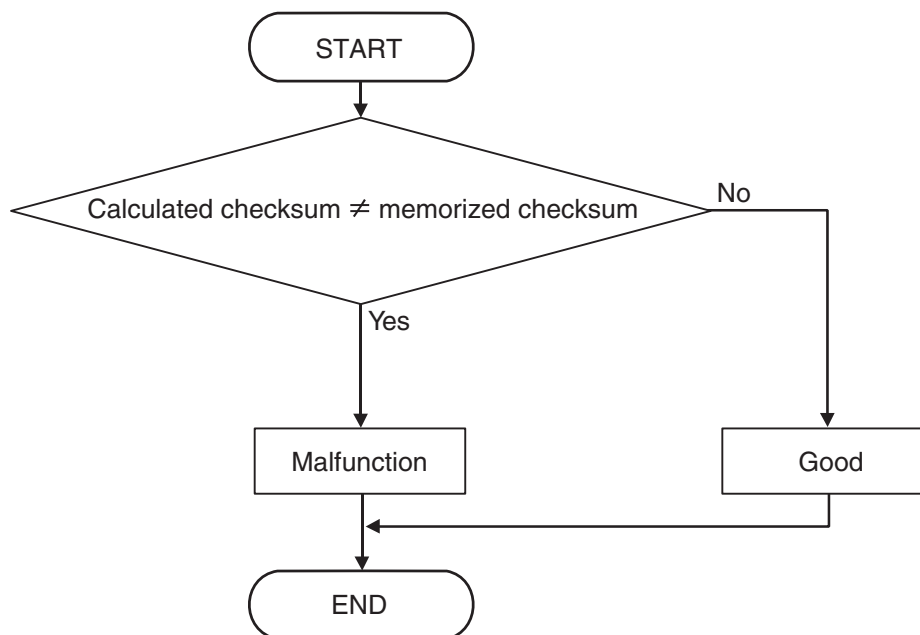 START
Calculated checksum ≠ memorized checksum
No
Yes
Malfunction
Good
END